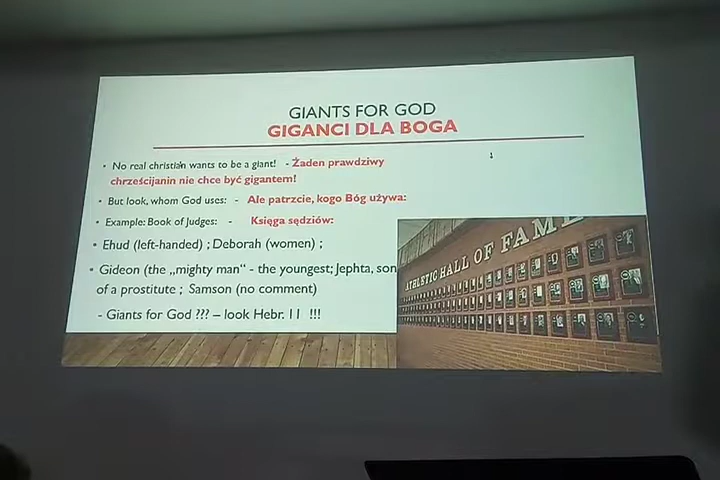 GIANTS FOR GOD
GIGANCI DLA BOGA
• No real christian wants to be a giant! - Żaden prawdziwy
chrześcijanin nie chce być gigantem!
• But look, whom God uses: - Ale patrzcie, kogo Bóg używa:
• Example: Book of Judges: - Księga sędziów:
• Ehud (left-handed) ; Deborah (women) ;
• Gideon (the „mighty man“ - the youngest; Jephta, son
of a prostitute ; Samson (no comment)
- Giants for God ??? – look Hebr. 11 !!!
ATHLETIC HALL OF FAME